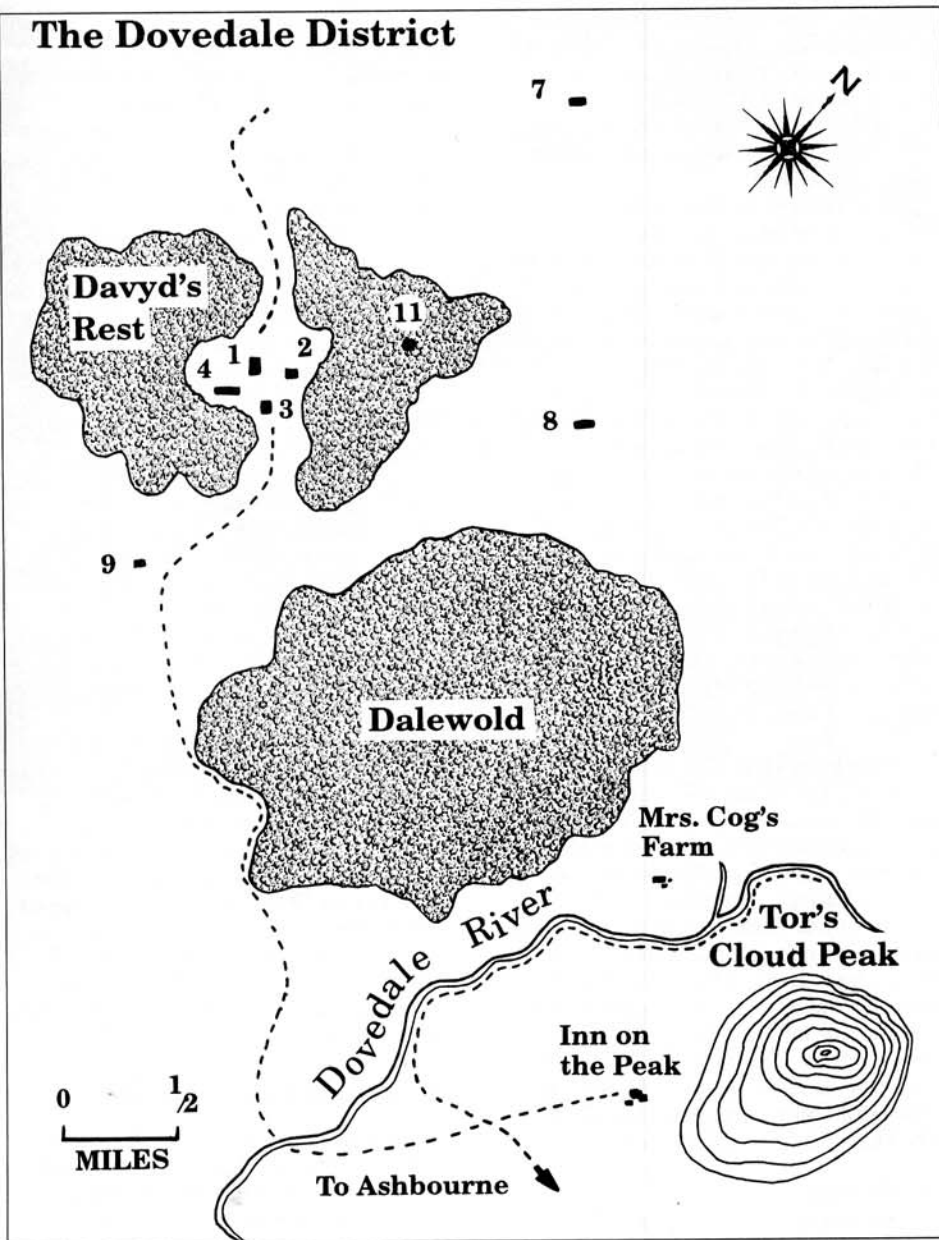 The Dovedale District
7
N
Davyd's
Rest
11
1
2
4
3
8
9
Dalewold
Mrs. Cog's
Farm
Dovedale River
Tor's
Cloud Peak
Inn on
the Peak
0 1/2
MILES
To Ashbourne